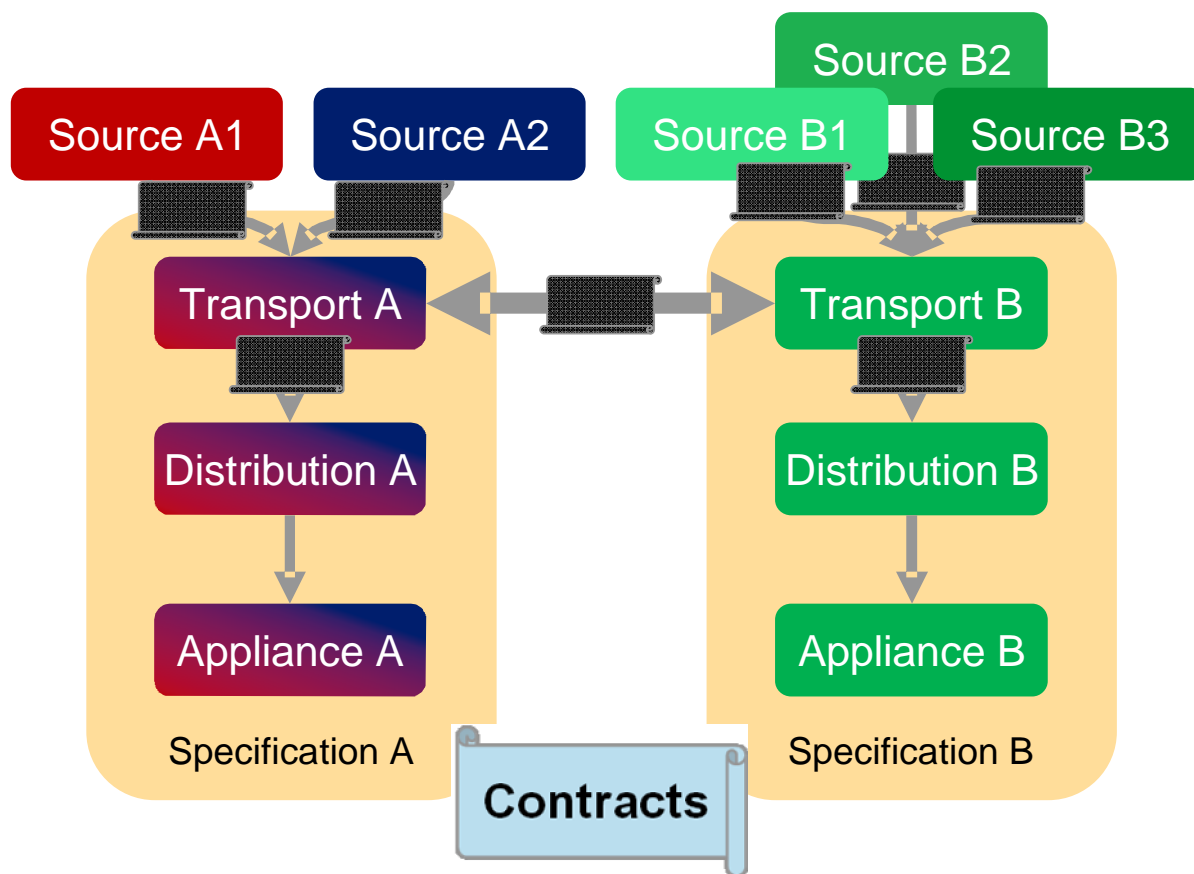 Source B2
Source A1
Source A2
Source B1
Source B3
Transport A
Transport B
Distribution A
Distribution B
Appliance A
Appliance B
Specification A
Specification B
Contracts